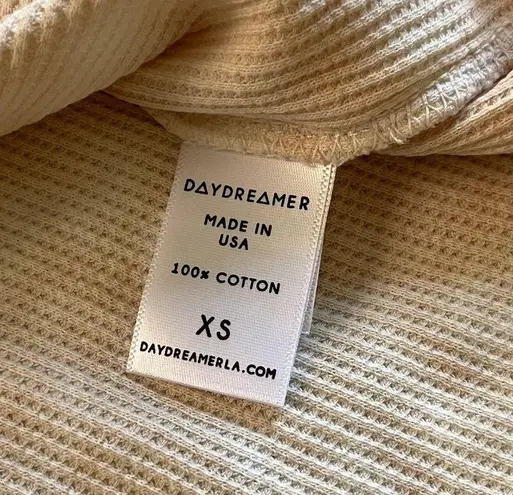 DAYDREAMER
MADE IN
USA
100% COTTON
XS
DAYDREAMERLA.COM